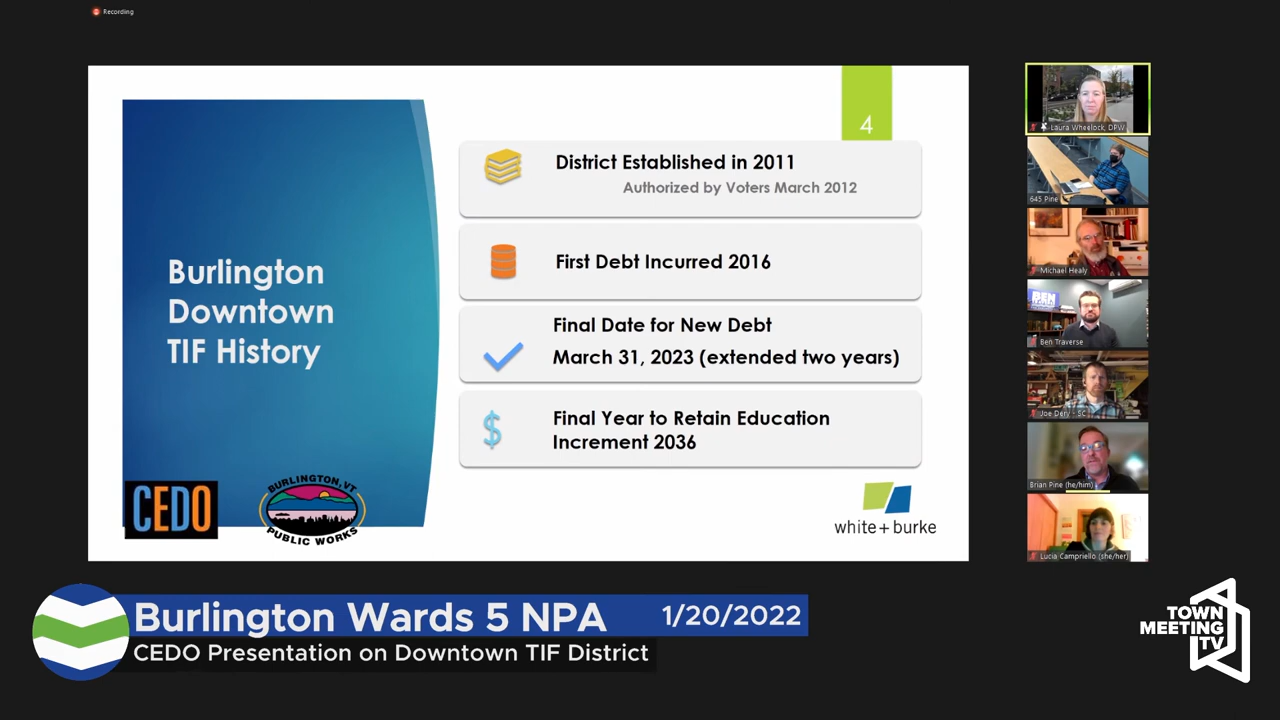 Recording
4
District Established in 2011
Authorized by Voters March 2012
First Debt Incurred 2016
Final Date for New Debt
March 31, 2023 (extended two years)
Final Year to Retain Education
Increment 2036
Burlington
Downtown
TIF History
CEDO
BURLINGTON, VT
PUBLIC WORKS
white+burke
Laura Wheelock, DPW
645 Pine
Michael Healy
BEN
Ben Traverse
Joe Dery - SC
Brian Pine (he/him)
Lucia Campriello (she/her)
Burlington Wards 5 NPA 1/20/2022
CEDO Presentation on Downtown TIF District
TOWN
MEETING
TV